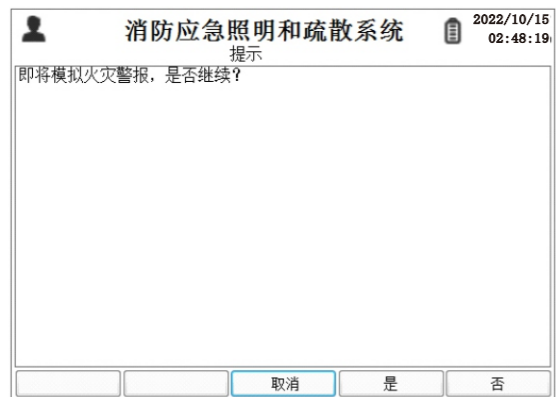 消防应急照明和疏散系统
2022/10/15
02:48:19
提示
即将模拟火灾警报，是否继续？
取消
是
否